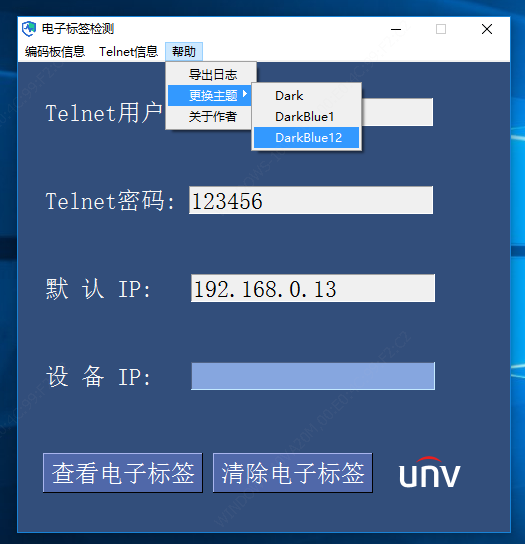 电子标签检测
编码板信息 Telnet信息 帮助
导出日志
更换主题
关于作者
Dark
DarkBlue1
DarkBlue12
Telnet用户
Telnet密码: 123456
默 认 IP: 192.168.0.13
设 备 IP:
查看电子标签 清除电子标签
unv